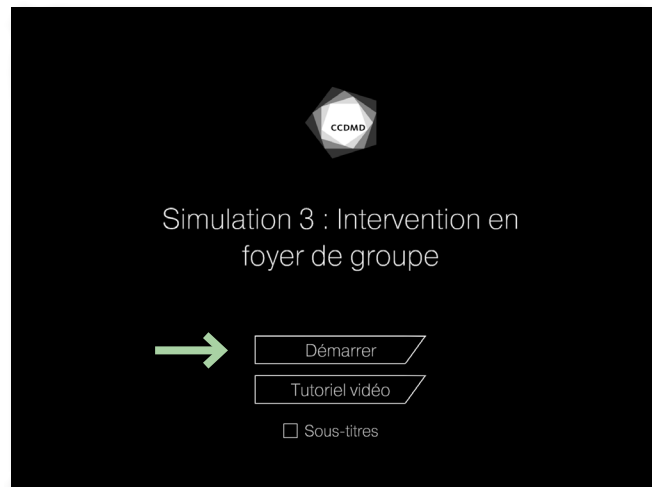 CCDMD
Simulation 3 : Intervention en
foyer de groupe
Démarrer
Tutoriel vidéo
Sous-titres